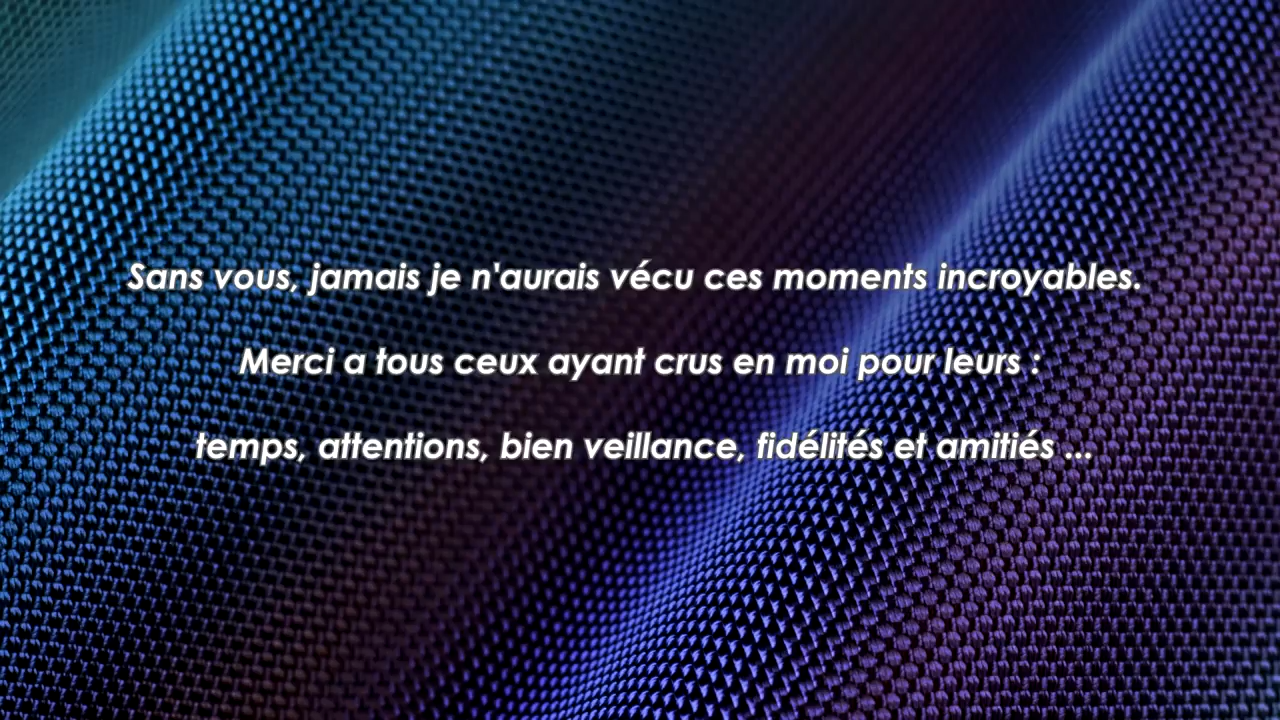 Sans vous, jamais je n'aurais vécu ces moments incroyables.
Merci a tous ceux ayant crus en moi pour leurs :
temps, attentions, bien veillance, fidélités et amitiés ...